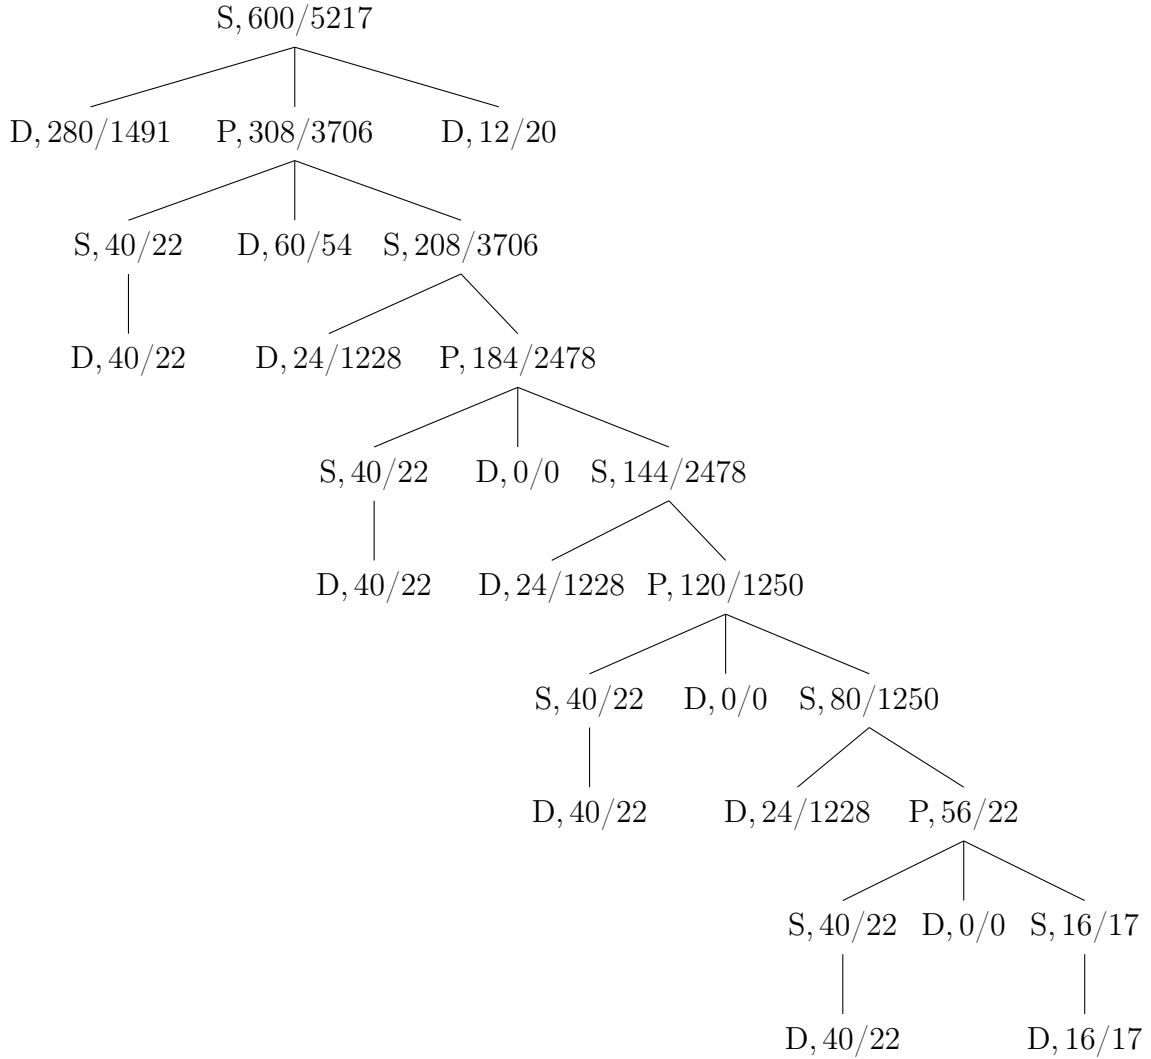 S, 600/5217
D, 280/1491 P, 308/3706 D, 12/20
S, 40/22 D, 60/54 S, 208/3706
D, 40/22 D, 24/1228 P, 184/2478
S, 40/22 D, 0/0 S, 144/2478
D, 40/22 D, 24/1228 P, 120/1250
S, 40/22 D, 0/0 S, 80/1250
D, 40/22 D, 24/1228 P, 56/22
S, 40/22 D, 0/0 S, 16/17
D, 40/22 D, 16/17